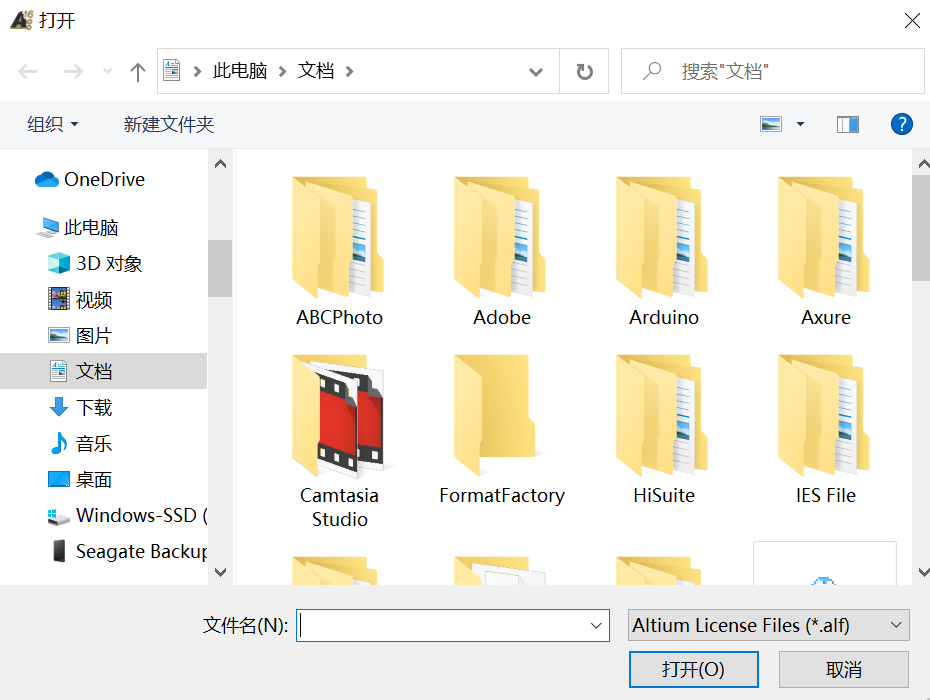 打开
此电脑 文档
搜索"文档"
组织 新建文件夹
OneDrive
此电脑
3D 对象
视频
图片
文档
下载
音乐
桌面
Windows-SSD (
Seagate Backup
ABCPhoto Adobe Arduino Axure
Camtasia Studio FormatFactory HiSuite IES File
文件名(N):
Altium License Files (*.alf)
打开(O) 取消